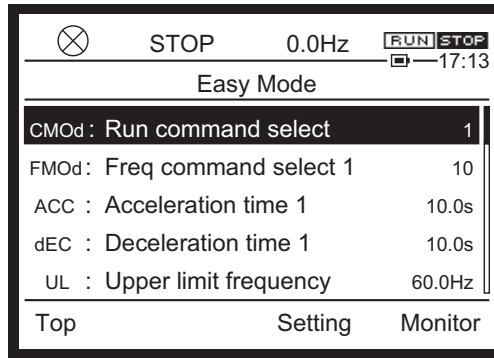 STOP 0.0Hz RUN STOP
17:13
Easy Mode
CMOd : Run command select 1
FMOd : Freq command select 1 10
ACC : Acceleration time 1 10.0s
dEC : Deceleration time 1 10.0s
UL : Upper limit frequency 60.0Hz
Top Setting Monitor